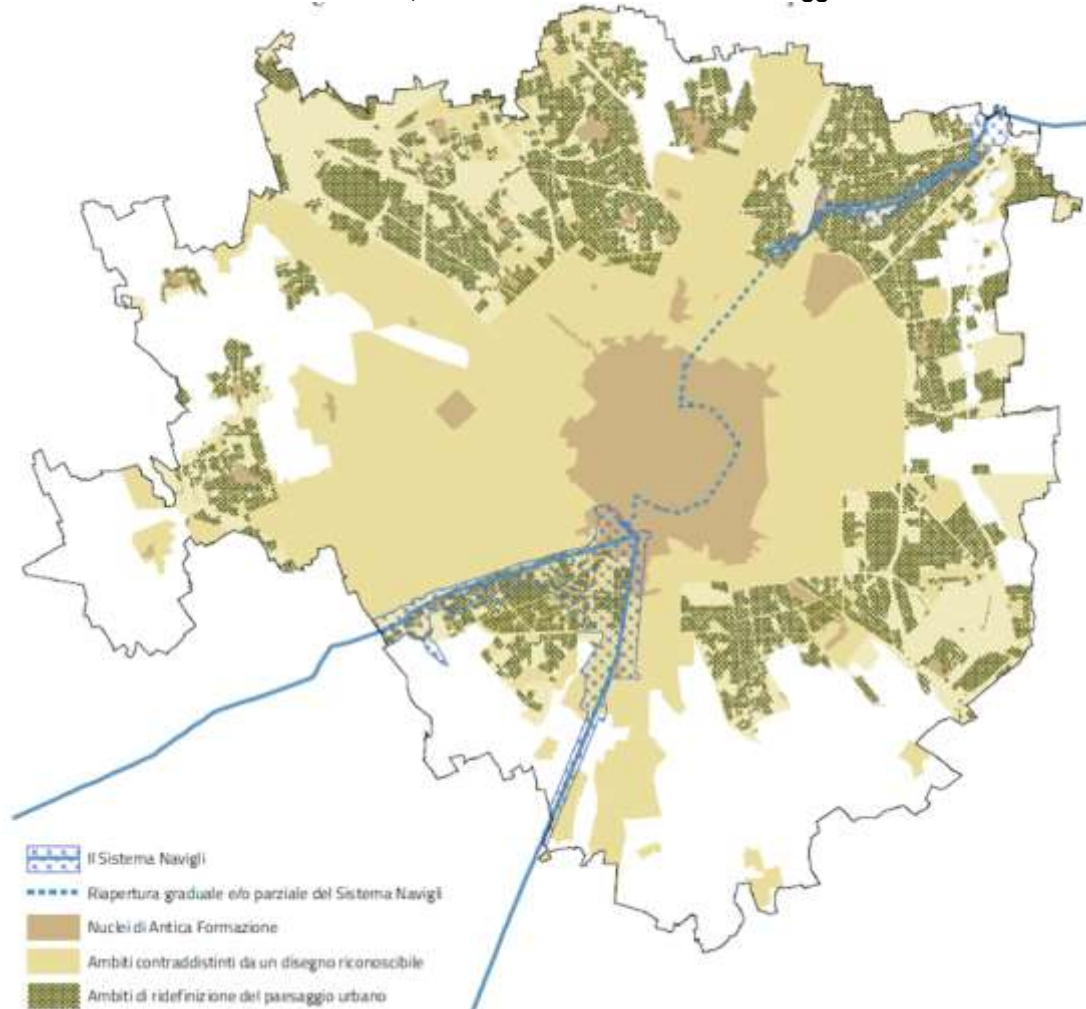 Il Sistema Navigli
Riapertura graduale e/o parziale del Sistema Navigli
Nuclei di Antica Formazione
Ambiti contraddistinti da un disegno riconoscibile
Ambiti di ridefinizione del paesaggio urbano